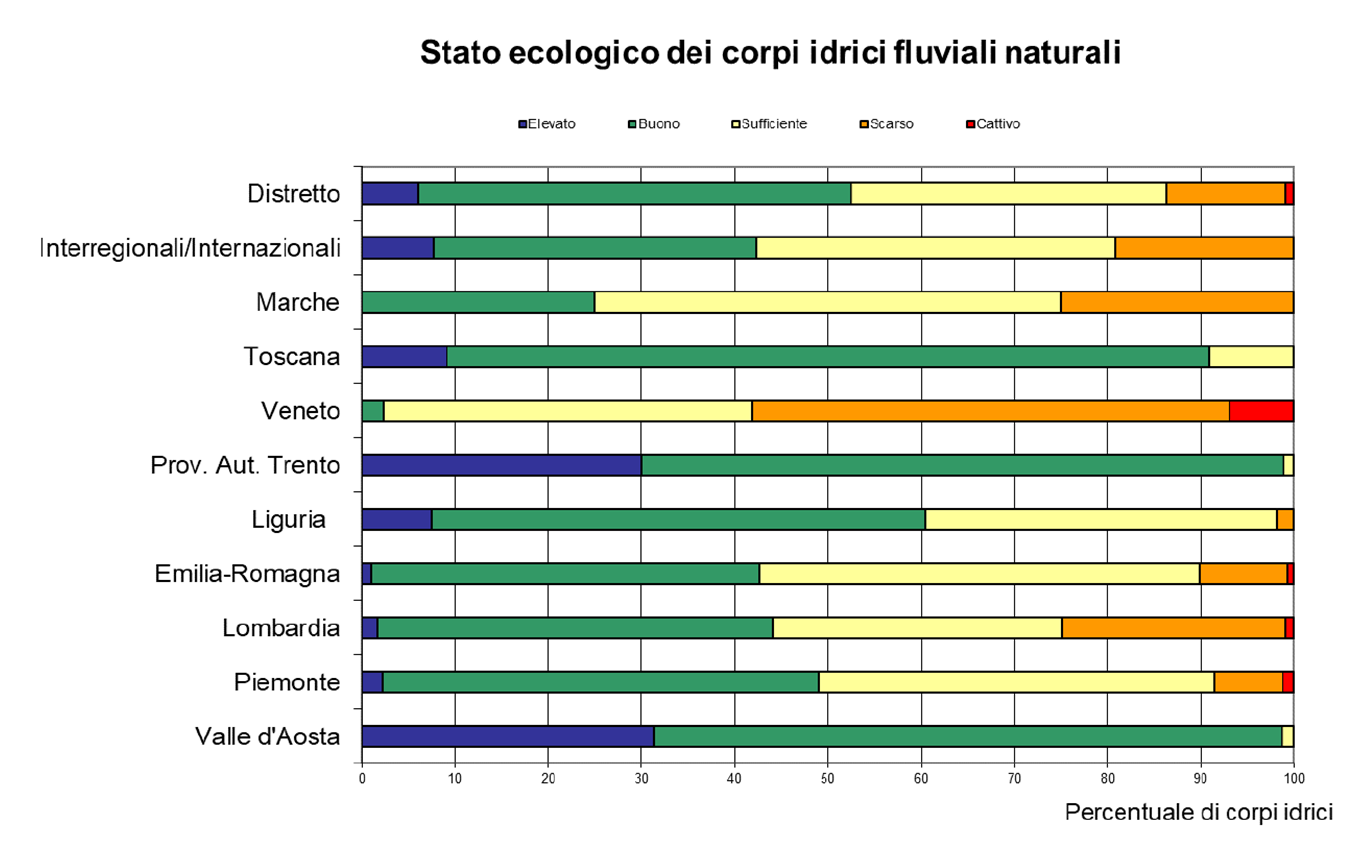 Stato ecologico dei corpi idrici fluviali naturali
Elevato Buono Sufficiente Scarso Cattivo
Distretto
Interregionali/Internazionali
Marche
Toscana
Veneto
Prov. Aut. Trento
Liguria
Emilia-Romagna
Lombardia
Piemonte
Valle d'Aosta
0 10 20 30 40 50 60 70 80 90 100
Percentuale di corpi idrici